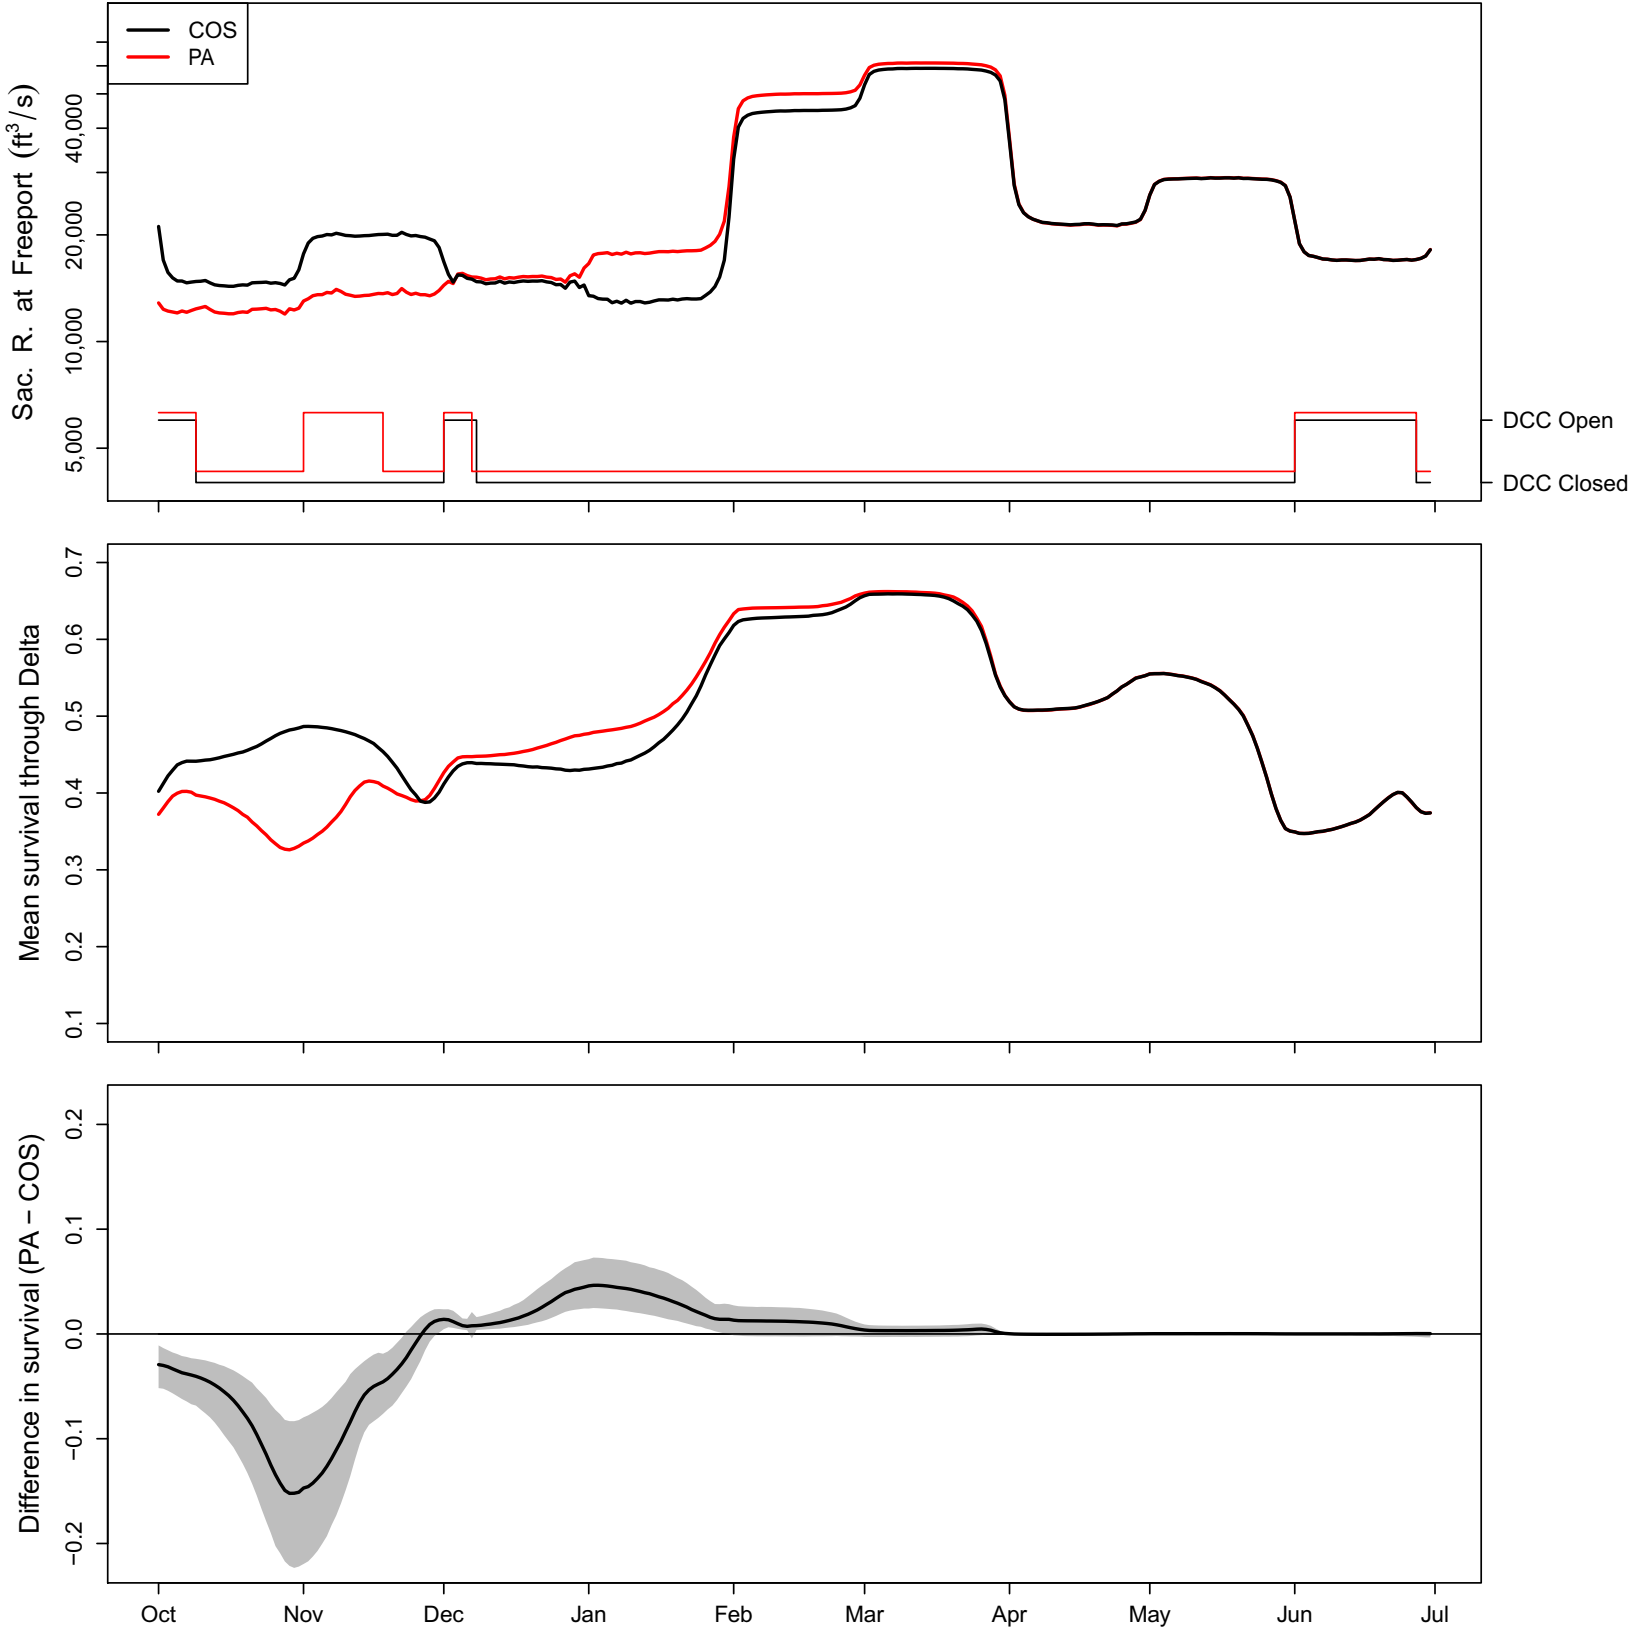 COS
PA
Sac. R. at Freeport (ft³/s)
40,000
20,000
10,000
5,000
DCC Open
DCC Closed
Mean survival through Delta
0.7
0.6
0.5
0.4
0.3
0.2
0.1
Difference in survival (PA − COS)
0.2
0.1
0.0
−0.1
−0.2
Oct Nov Dec Jan Feb Mar Apr May Jun Jul